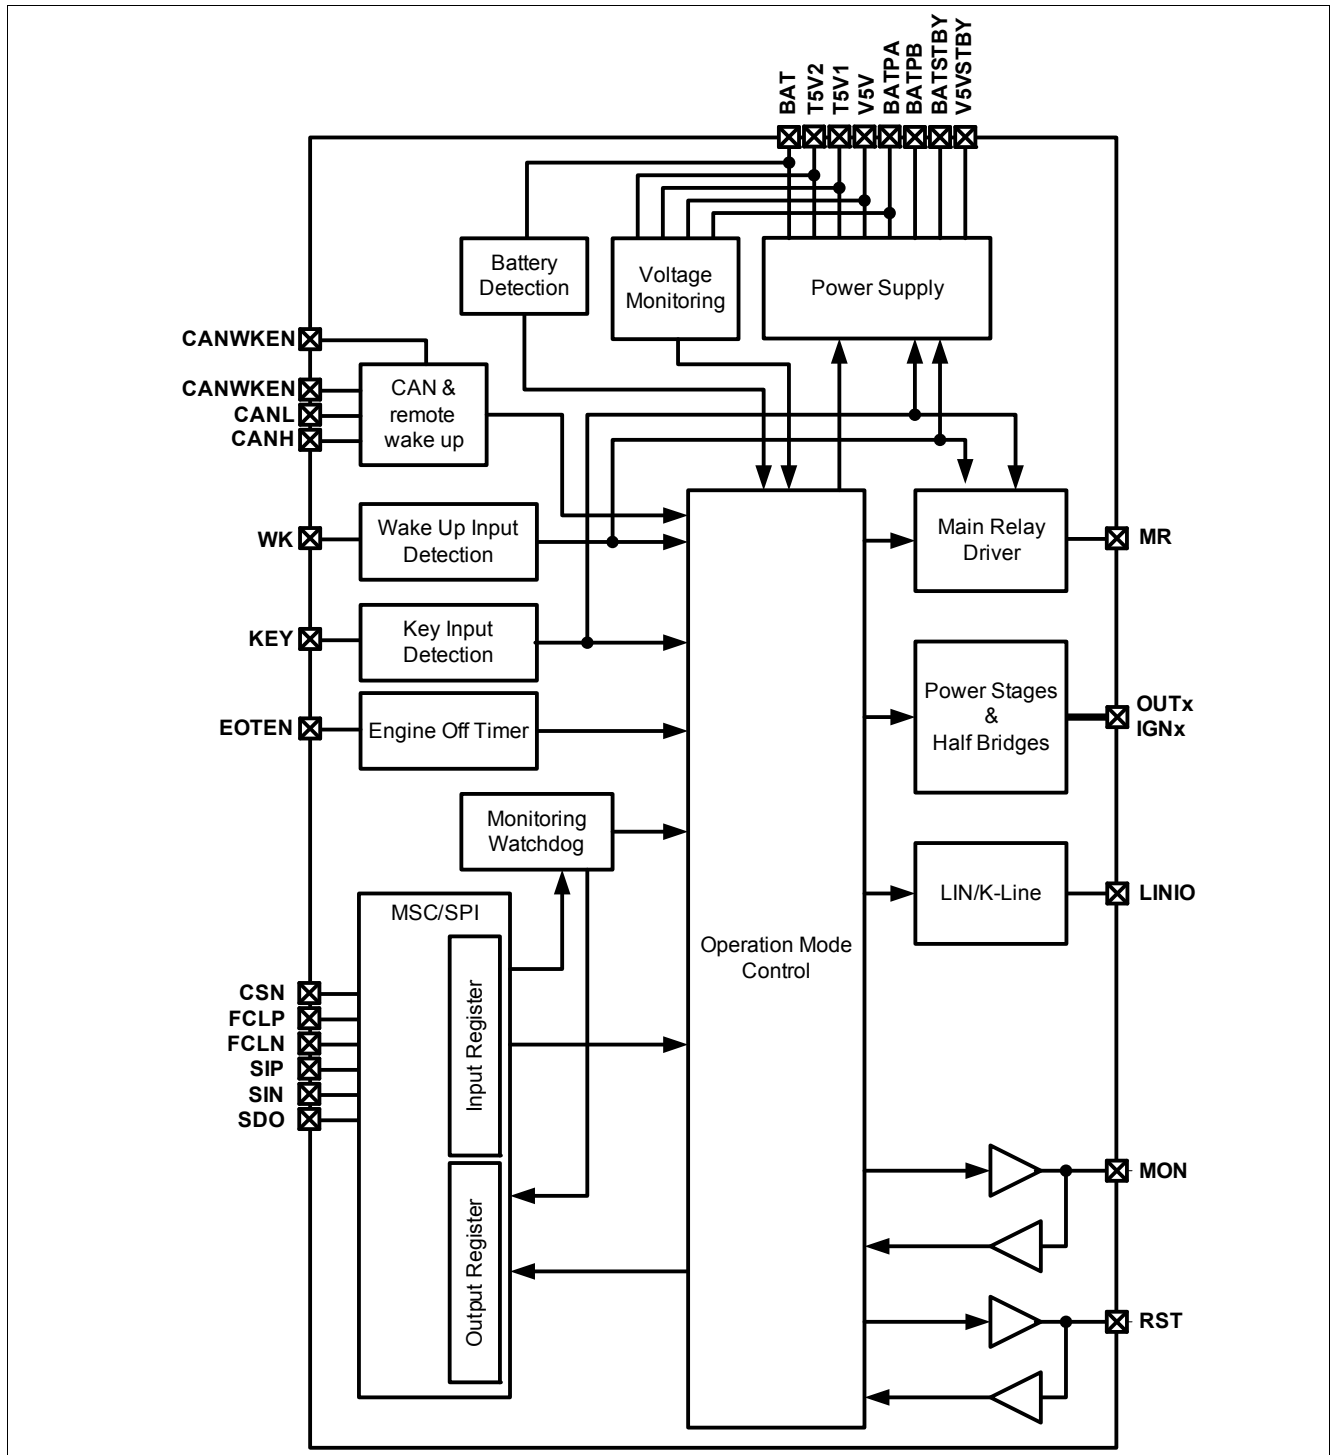 BAT
T5V2
T5V1
V5V
BATPA
BATPB
BATSTBY
V5VSTBY
Battery
Detection
Voltage
Monitoring
Power Supply
CANWKEN
CANWKEN
CANL
CANH
CAN &
remote
wake up
WK
Wake Up Input
Detection
Main Relay
Driver
MR
KEY
Key Input
Detection
EOTEN
Engine Off Timer
Power Stages
&
Half Bridges
OUTx
IGNx
Monitoring
Watchdog
LIN/K-Line
LINIO
MSC/SPI
Input Register
Output Register
Operation Mode
Control
CSN
FCLP
FCLN
SIP
SIN
SDO
MON
RST